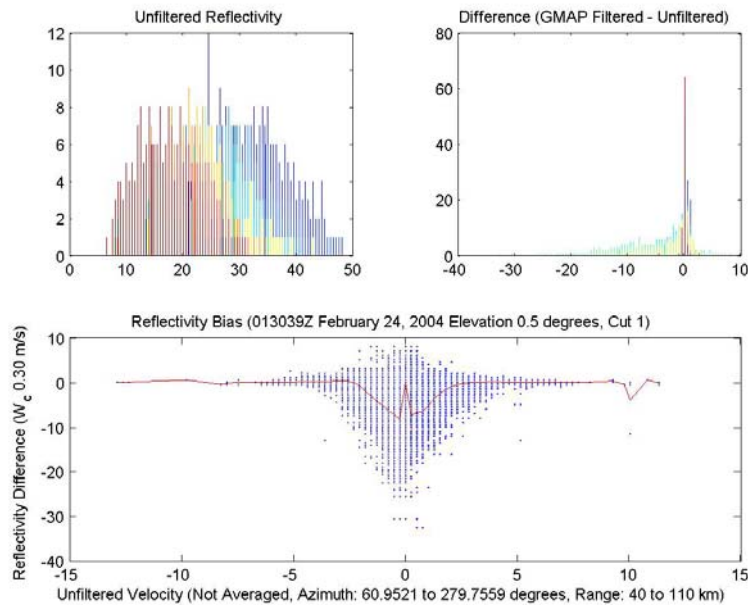 Unfiltered Reflectivity
12
10
8
6
4
2
0
0 10 20 30 40 50
Difference (GMAP Filtered - Unfiltered)
80
60
40
20
0
-40 -30 -20 -10 0 10
Reflectivity Bias (013039Z February 24, 2004 Elevation 0.5 degrees, Cut 1)
Reflectivity Difference (Wc 0.30 m/s)
10
0
-10
-20
-30
-40
-15 -10 -5 0 5 10 15
Unfiltered Velocity (Not Averaged, Azimuth: 60.9521 to 279.7559 degrees, Range: 40 to 110 km)